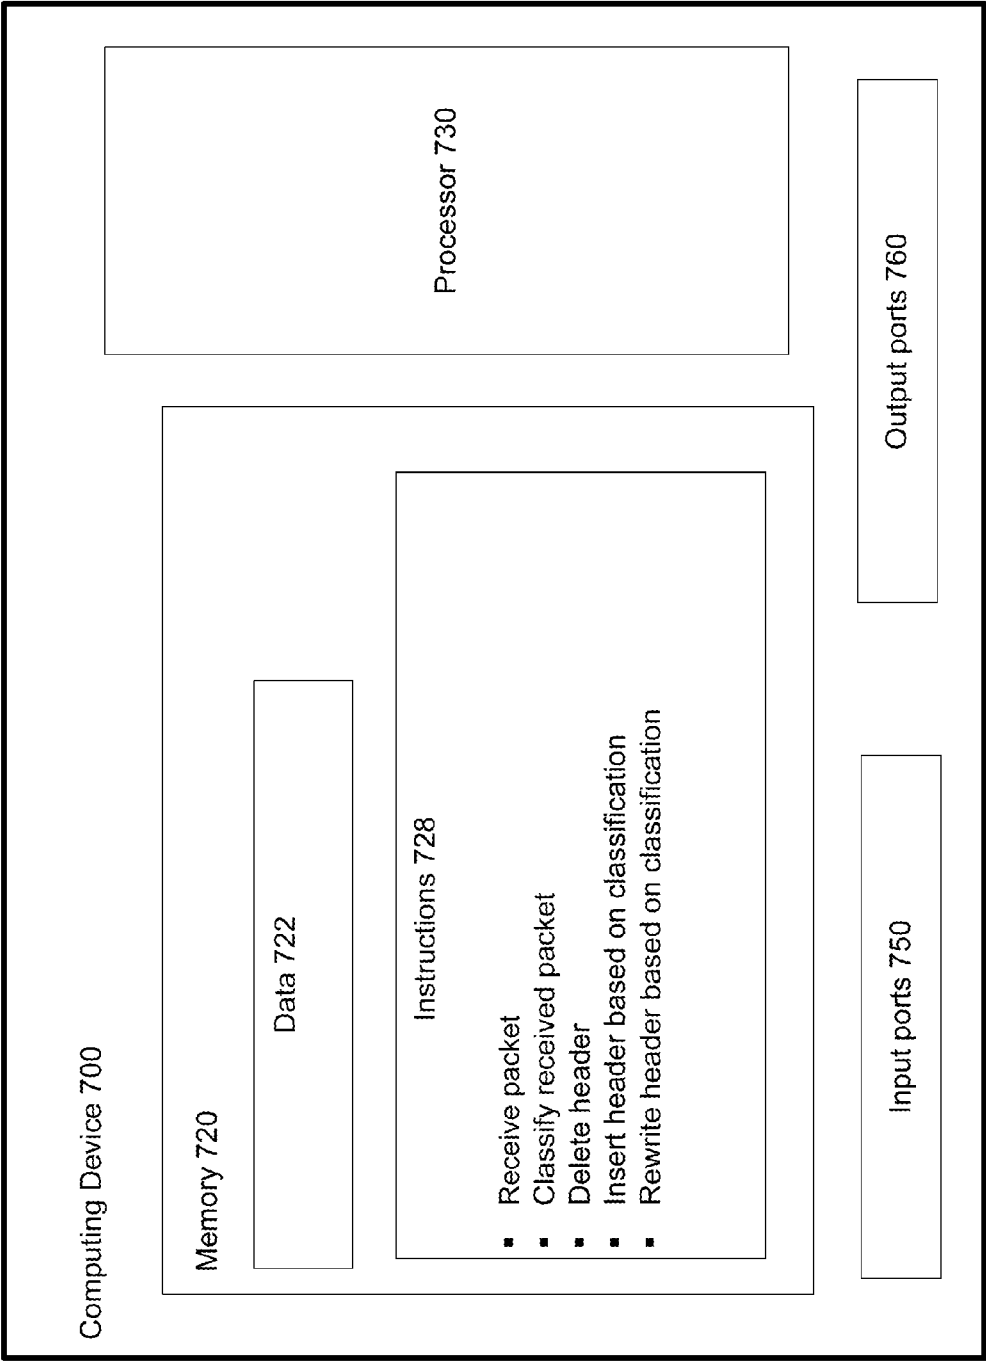 Computing Device 700
Memory 720
Data 722
Instructions 728
▪ Receive packet
▪ Classify received packet
▪ Delete header
▪ Insert header based on classification
▪ Rewrite header based on classification
Processor 730
Input ports 750
Output ports 760